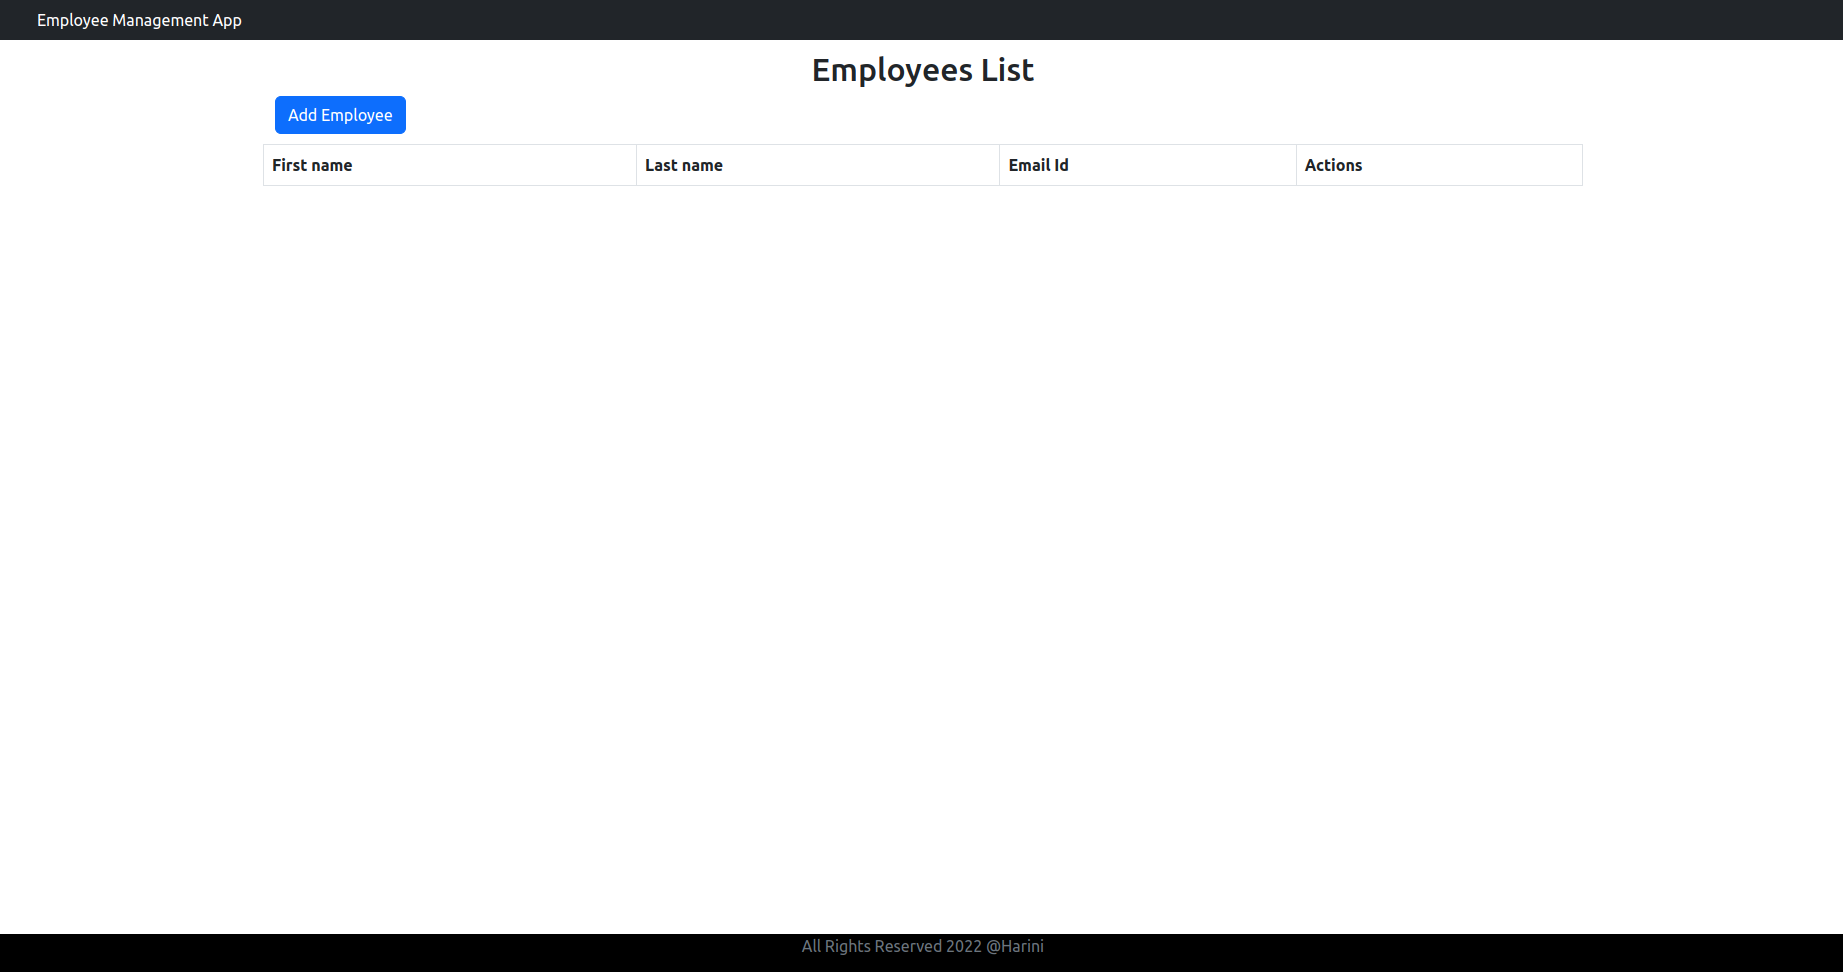 Employee Management App
Employees List
Add Employee
First name Last name Email Id Actions
All Rights Reserved 2022 @Harini